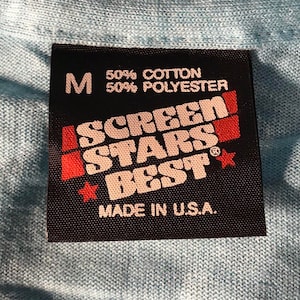 M 50% COTTON
50% POLYESTER
SCREEN
STARS
BEST®
MADE IN U.S.A.